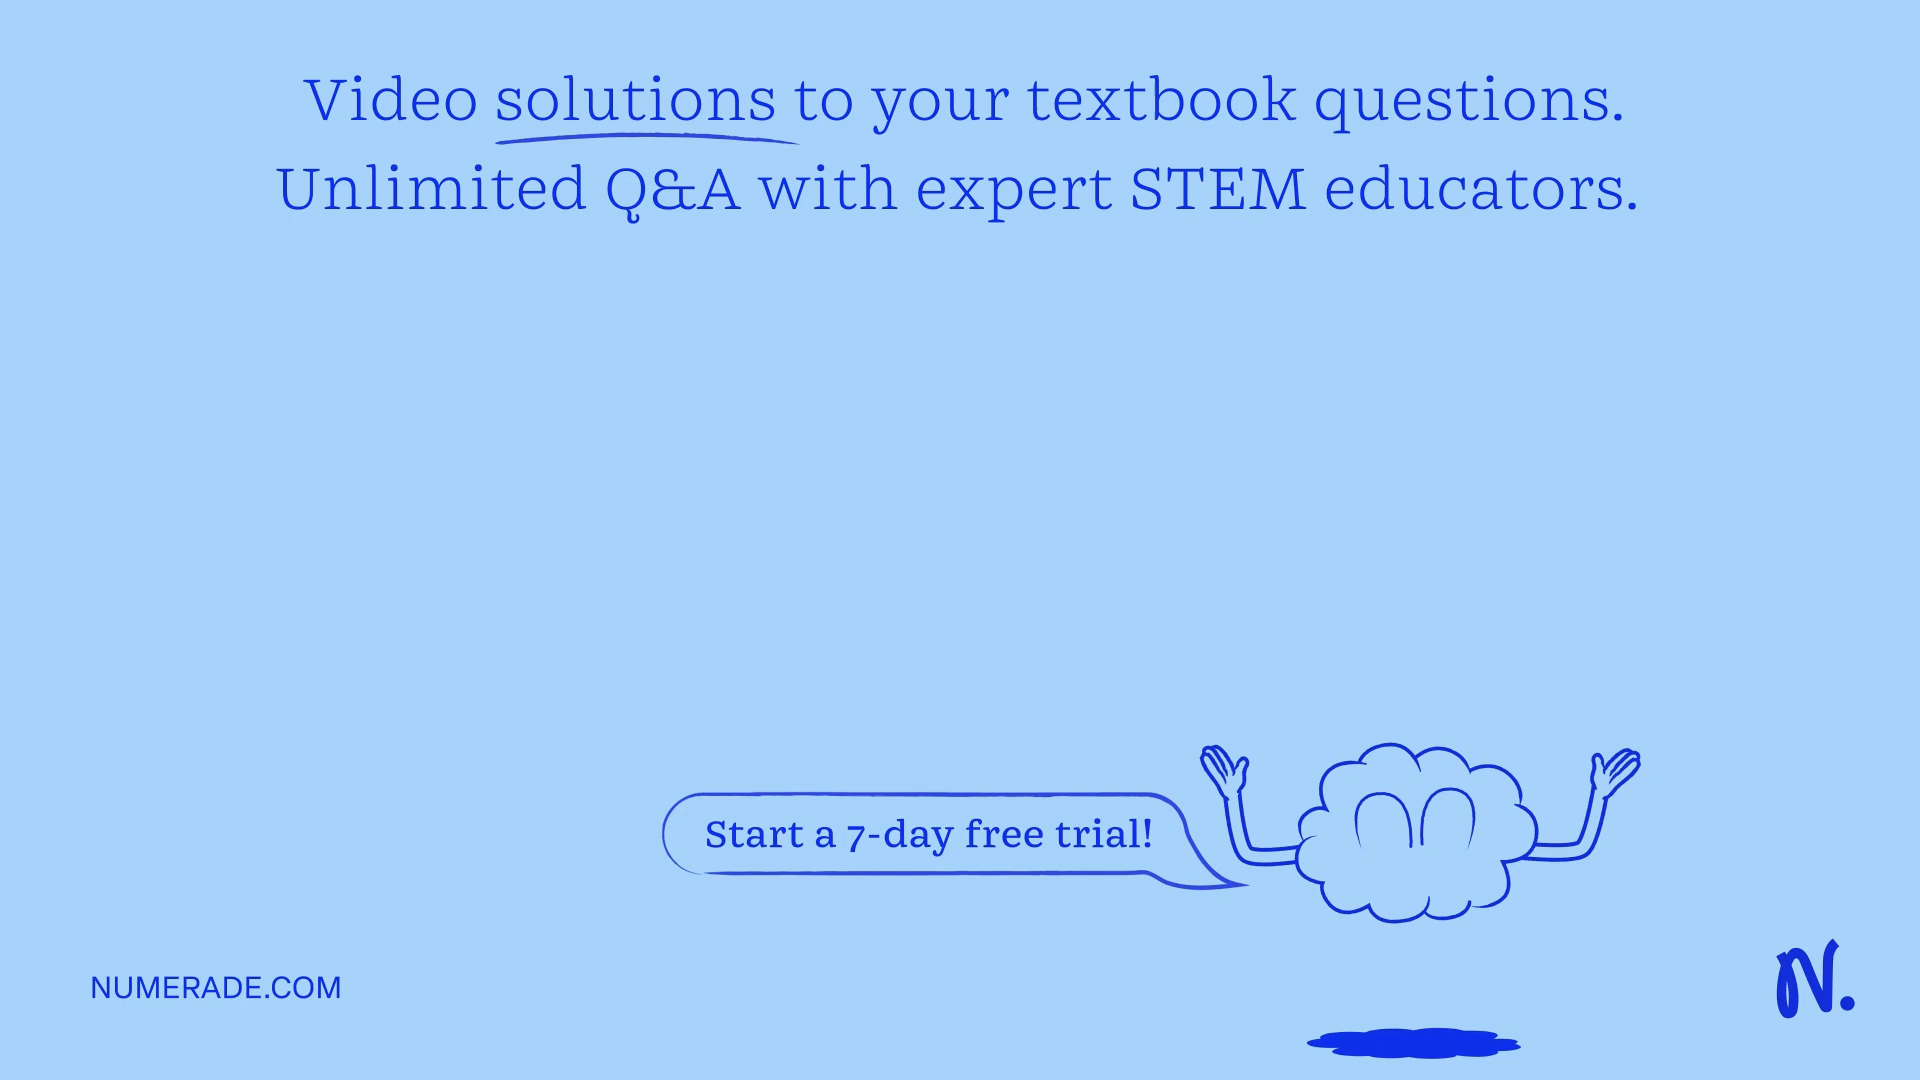 Video solutions to your textbook questions.
Unlimited Q&A with expert STEM educators.
Start a 7-day free trial!
NUMERADE.COM
N.